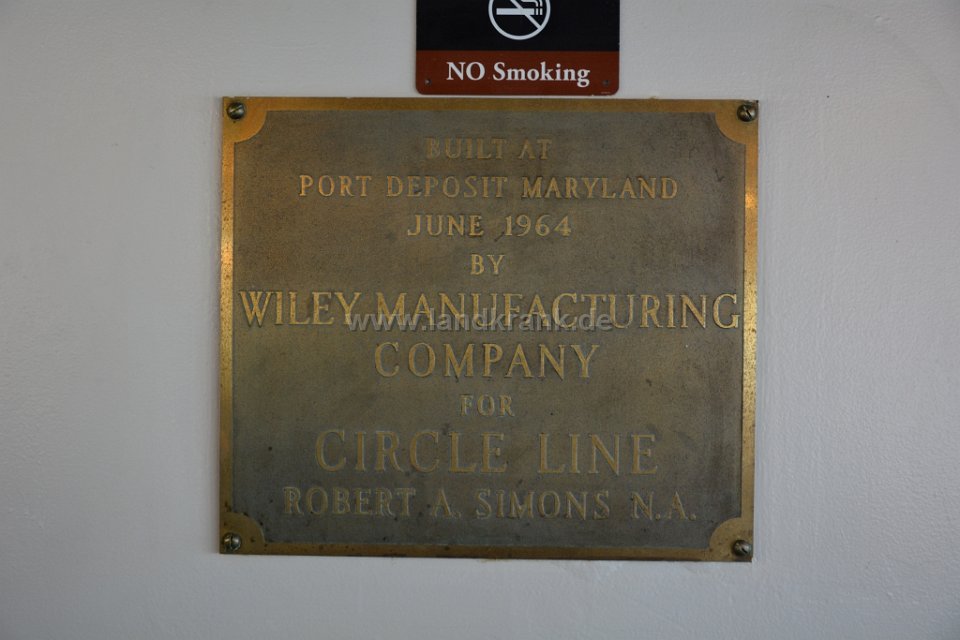 NO Smoking
BUILT AT
PORT DEPOSIT MARYLAND
JUNE 1964
BY
WILEY MANUFACTURING
www.landkrank.de
COMPANY
FOR
CIRCLE LINE
ROBERT A. SIMONS N.A.